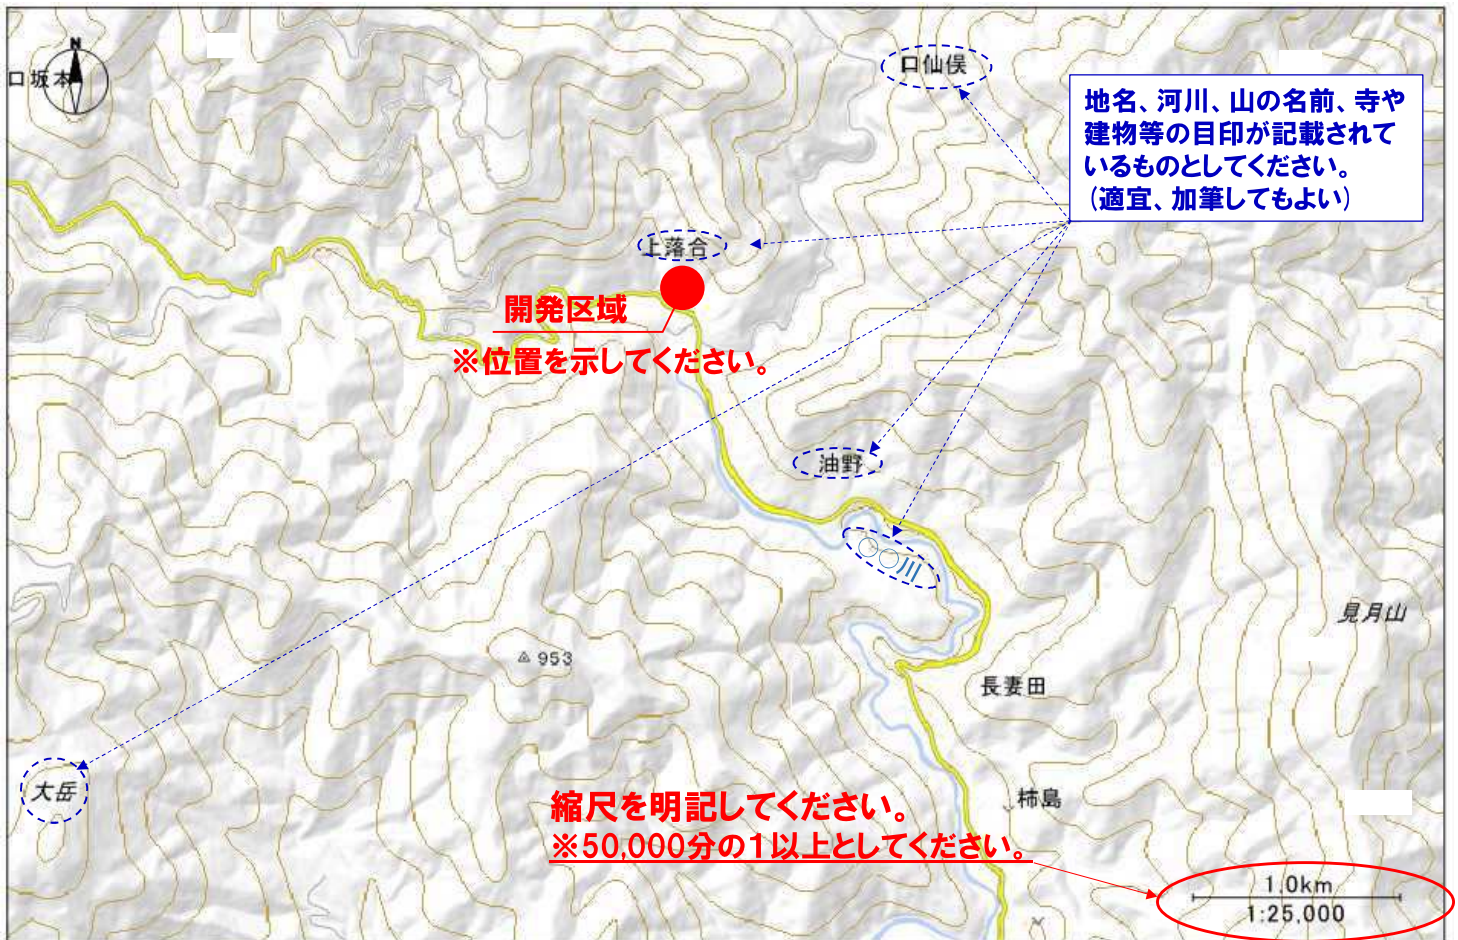 N
口坂本
口仙俣
地名、河川、山の名前、寺や
建物等の目印が記載されて
いるものとしてください。
(適宜、加筆してもよい)
上落合
開発区域
※位置を示してください。
油野
○○川
見月山
953
長妻田
大岳
縮尺を明記してください。
※50,000分の1以上としてください。
柿島
1.0km
1:25,000